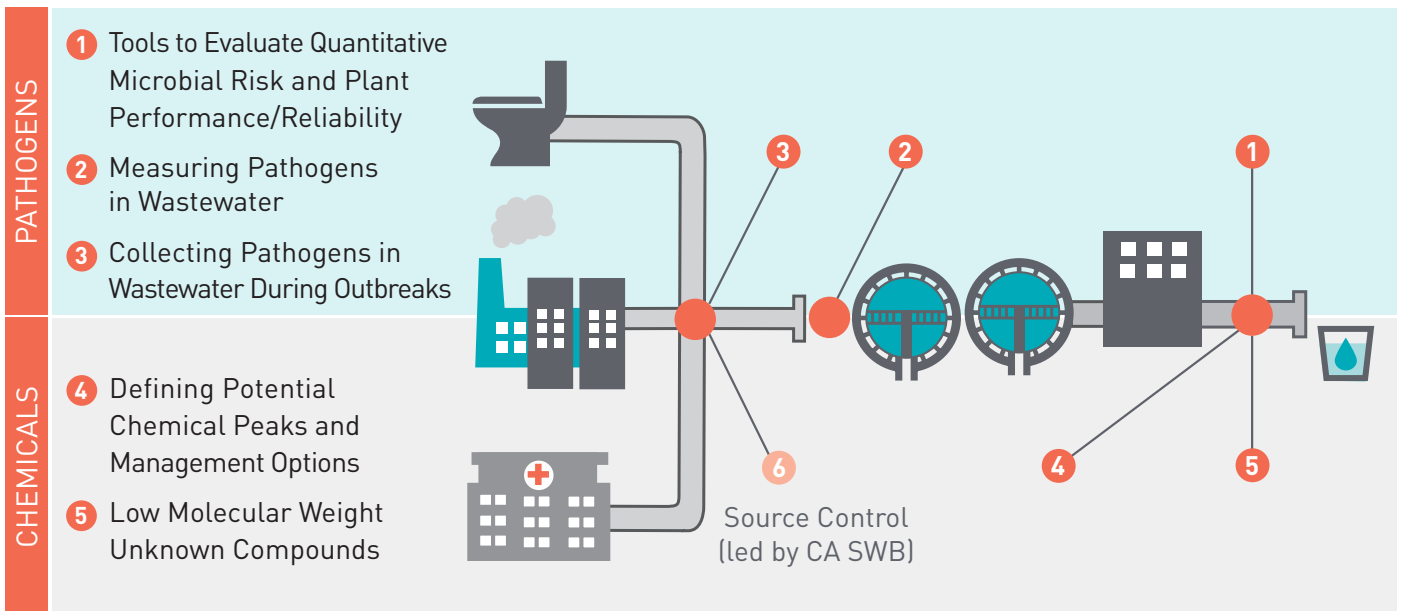 PATHOGENS
1 Tools to Evaluate Quantitative
Microbial Risk and Plant
Performance/Reliability
2 Measuring Pathogens
in Wastewater
3 Collecting Pathogens in
Wastewater During Outbreaks
3
2
1
CHEMICALS
4 Defining Potential
Chemical Peaks and
Management Options
5 Low Molecular Weight
Unknown Compounds
6
4
5
Source Control
(led by CA SWB)